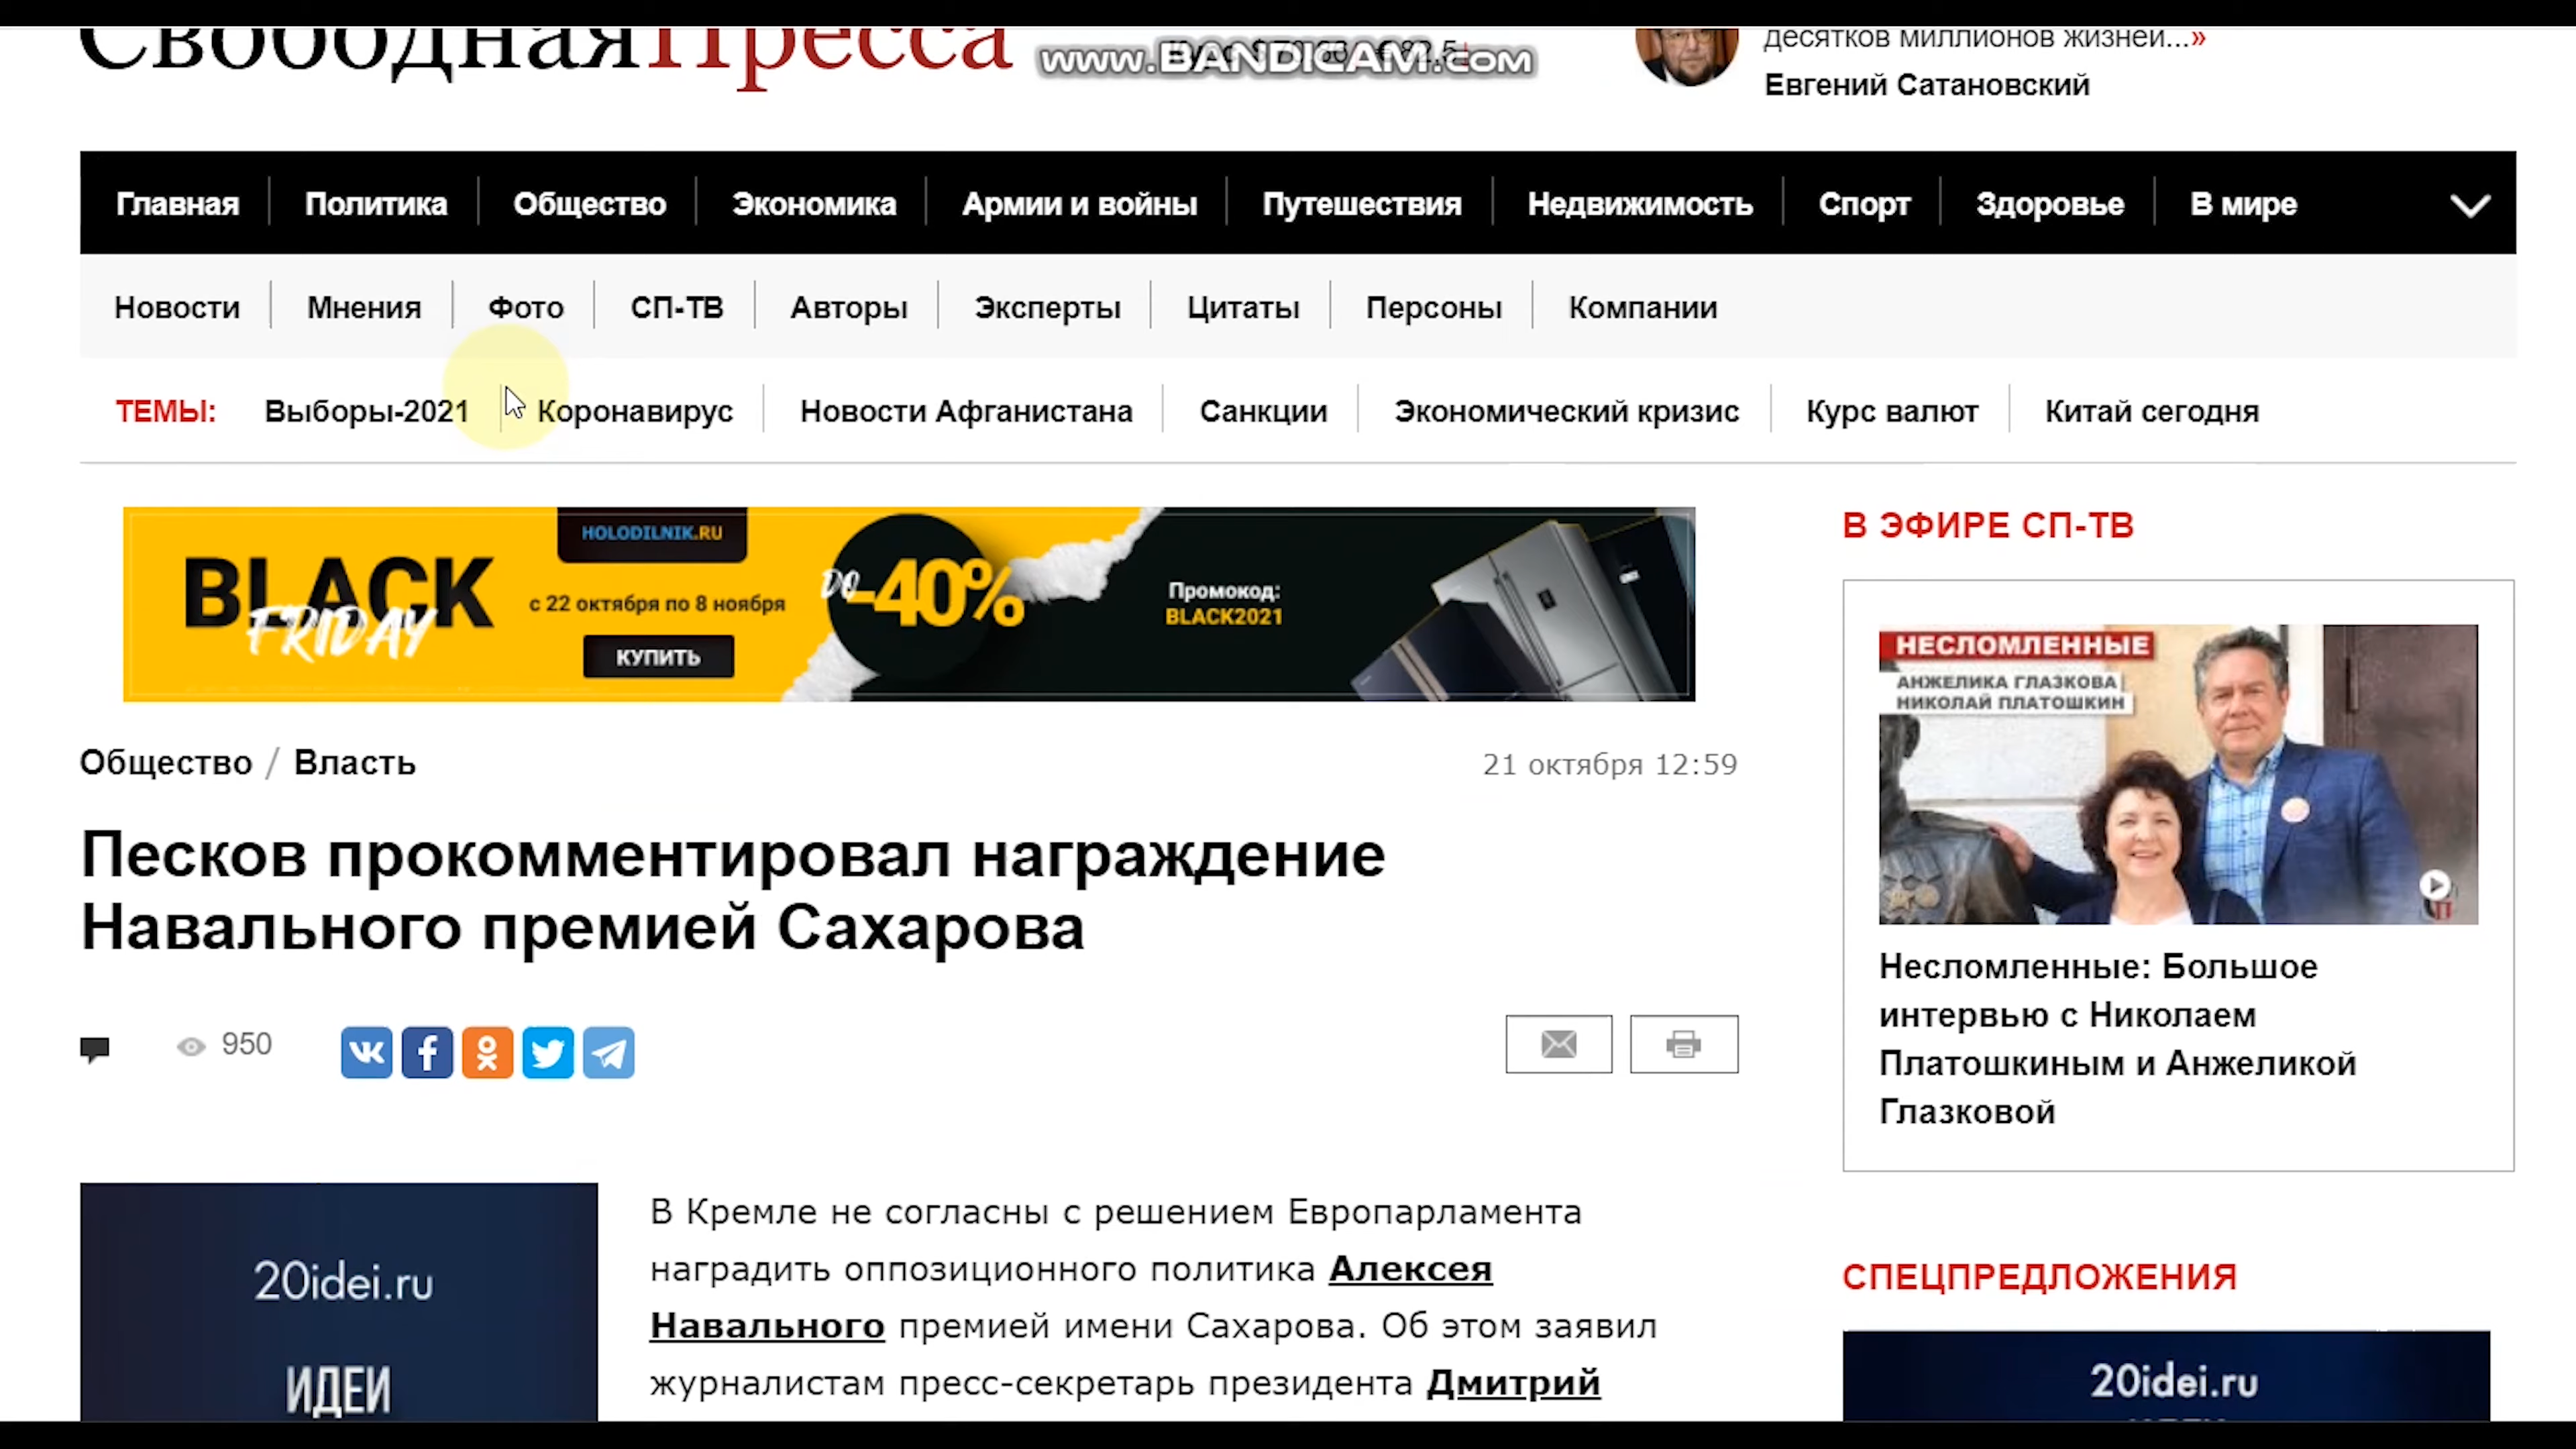 СвободнаяПресса
www.BANDICAM.com
десятков миллионов жизней...»
Евгений Сатановский
Главная
Политика
Общество
Экономика
Армии и войны
Путешествия
Недвижимость
Спорт
Здоровье
В мире
Новости
Мнения
Фото
СП-ТВ
Авторы
Эксперты
Цитаты
Персоны
Компании
ТЕМЫ:
Выборы-2021
Коронавирус
Новости Афганистана
Санкции
Экономический кризис
Курс валют
Китай сегодня
BLACK
FRIDAY
HOLODILNIK.RU
с 22 октября по 8 ноября
КУПИТЬ
DO -40%
Промокод:
BLACK2021
Общество / Власть
21 октября 12:59
Песков прокомментировал награждение
Навального премией Сахарова
950
20idei.ru
ИДЕИ
В Кремле не согласны с решением Европарламента
наградить оппозиционного политика Алексея
Навального премией имени Сахарова. Об этом заявил
журналистам пресс-секретарь президента Дмитрий
В ЭФИРЕ СП-ТВ
НЕСЛОМЛЕННЫЕ
АНЖЕЛИКА ГЛАЗКОВА
НИКОЛАЙ ПЛАТОШКИН
Несломленные: Большое
интервью с Николаем
Платошкиным и Анжеликой
Глазковой
СПЕЦПРЕДЛОЖЕНИЯ
20idei.ru